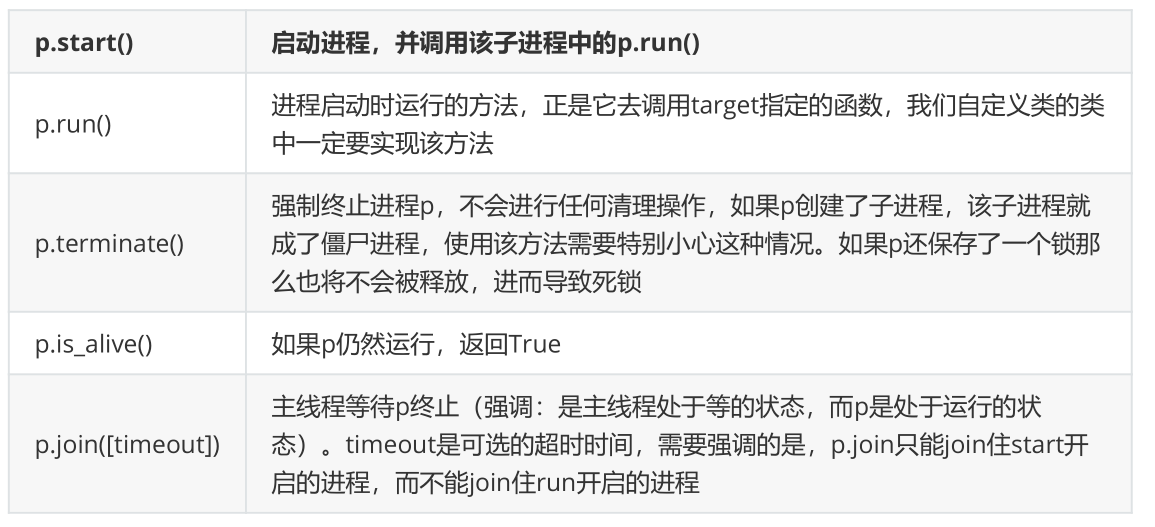 p.start()
启动进程，并调用该子进程中的p.run()
p.run()
进程启动时运行的方法，正是它去调用target指定的函数，我们自定义类的类
中一定要实现该方法
p.terminate()
强制终止进程p，不会进行任何清理操作，如果p创建了子进程，该子进程就
成了僵尸进程，使用该方法需要特别小心这种情况。如果p还保存了一个锁那
么也将不会被释放，进而导致死锁
p.is_alive()
如果p仍然运行，返回True
p.join([timeout])
主线程等待p终止（强调：是主线程处于等的状态，而p是处于运行的状
态）。timeout是可选的超时时间，需要强调的是，p.join只能join住start开
启的进程，而不能join住run开启的进程